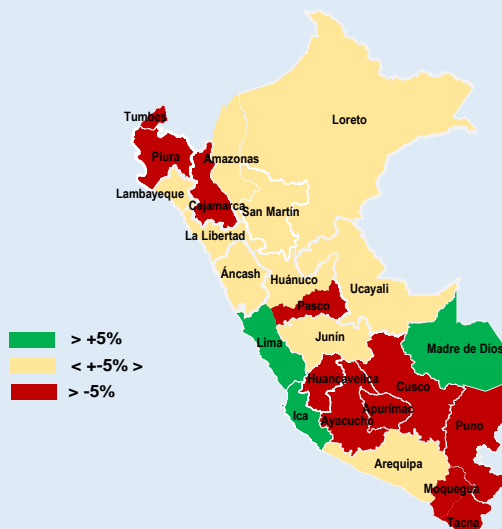 Tumbes
Loreto
Piura
Amazonas
Lambayeque
Cajamarca
San Martín
La Libertad
Áncash
Huánuco
Ucayali
Pasco
> +5%
Lima
Junín
Madre de Dios
< +-5% >
Huancavelica
Cusco
> -5%
Ica
Ayacucho
Apurímac
Puno
Arequipa
Moquegua
Tacna